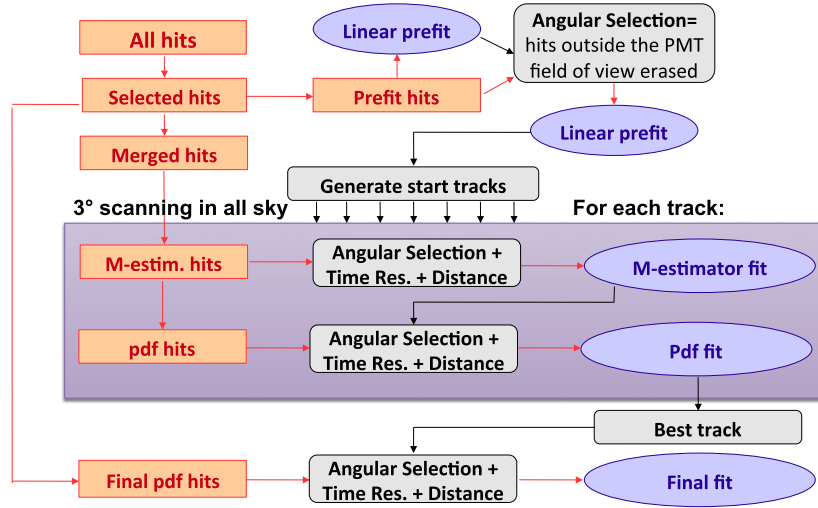 All hits
Linear prefit
Angular Selection=
hits outside the PMT
field of view erased
Selected hits
Prefit hits
Linear prefit
Merged hits
Generate start tracks
3° scanning in all sky
For each track:
M-estim. hits
Angular Selection +
Time Res. + Distance
M-estimator fit
pdf hits
Angular Selection +
Time Res. + Distance
Pdf fit
Best track
Final pdf hits
Angular Selection +
Time Res. + Distance
Final fit